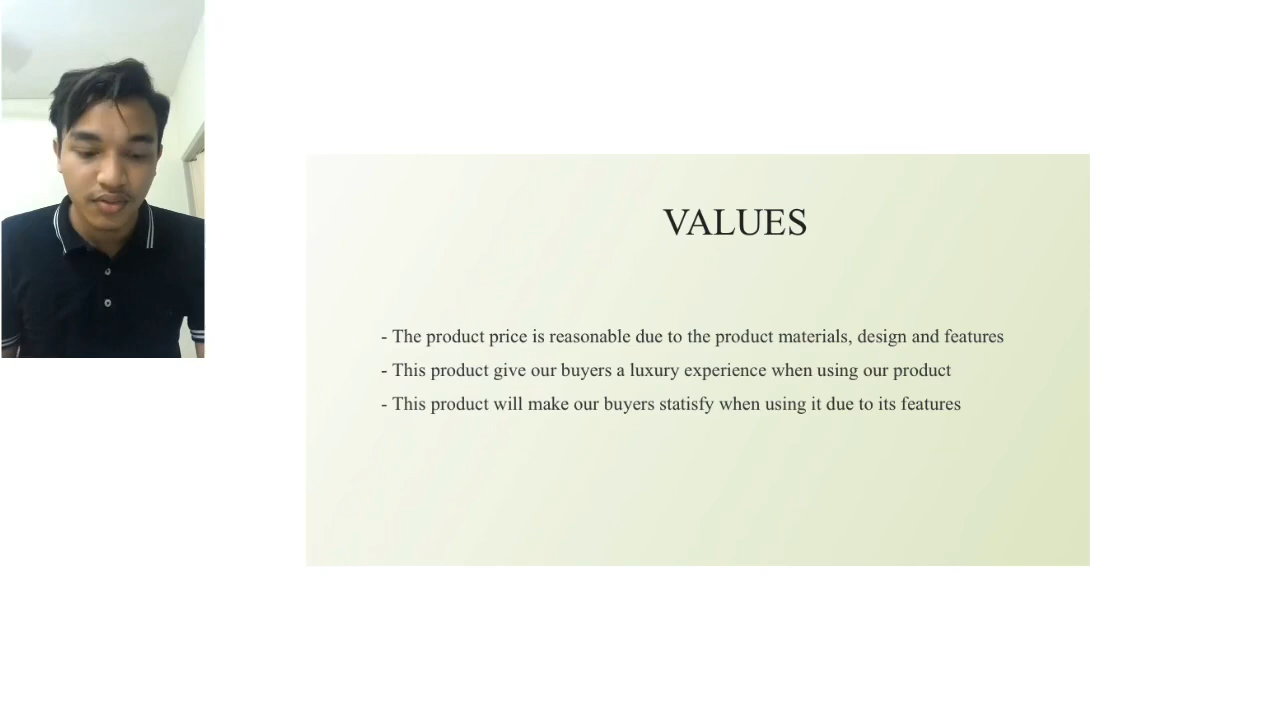 VALUES
- The product price is reasonable due to the product materials, design and features
- This product give our buyers a luxury experience when using our product
- This product will make our buyers statisfy when using it due to its features